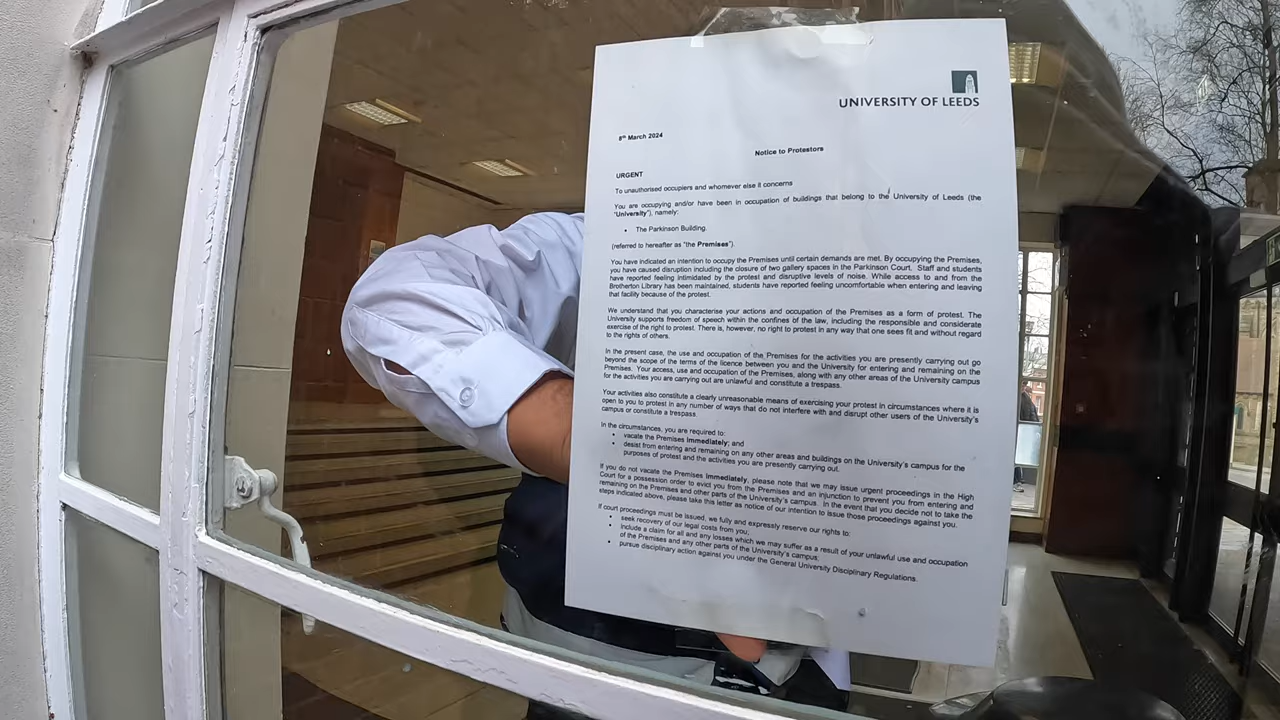 UNIVERSITY OF LEEDS
8th March 2024
Notice to Protestors
URGENT
To unauthorised occupiers and whomever else it concerns
You are occupying and/or have been in occupation of buildings that belong to the University of Leeds (the
"University"), namely:
• The Parkinson Building.
(referred to hereafter as "the Premises").
You have indicated an intention to occupy the Premises until certain demands are met. By occupying the Premises,
you have caused disruption including the closure of two gallery spaces in the Parkinson Court. Staff and students
have reported feeling intimidated by the protest and disruptive levels of noise. While access to and from the
Brotherton Library has been maintained, students have reported feeling uncomfortable when entering and leaving
that facility because of the protest.
We understand that you characterise your actions and occupation of the Premises as a form of protest. The
University supports freedom of speech within the confines of the law, including the responsible and considerate
exercise of the right to protest. There is, however, no right to protest in any way that one sees fit and without regard
to the rights of others.
In the present case, the use and occupation of the Premises for the activities you are presently carrying out go
beyond the scope of the terms of the licence between you and the University for entering and remaining on the
Premises. Your access, use and occupation of the Premises, along with any other areas of the University campus
for the activities you are carrying out are unlawful and constitute a trespass.
Your activities also constitute a clearly unreasonable means of exercising your protest in circumstances where it is
open to you to protest in any number of ways that do not interfere with and disrupt other users of the University's
campus or constitute a trespass.
In the circumstances, you are required to:
• vacate the Premises immediately; and
• desist from entering and remaining on any other areas and buildings on the University's campus for the
purposes of protest and the activities you are presently carrying out.
If you do not vacate the Premises immediately, please note that we may issue urgent proceedings in the High
Court for a possession order to evict you from the Premises and an injunction to prevent you from entering and
remaining on the Premises and other parts of the University's campus. In the event that you decide not to take the
steps indicated above, please take this letter as notice of our intention to issue those proceedings against you.
If court proceedings must be issued, we fully and expressly reserve our rights to:
• seek recovery of our legal costs from you;
• include a claim for all and any losses which we may suffer as a result of your unlawful use and occupation
of the Premises and any other parts of the University's campus;
• pursue disciplinary action against you under the General University Disciplinary Regulations.